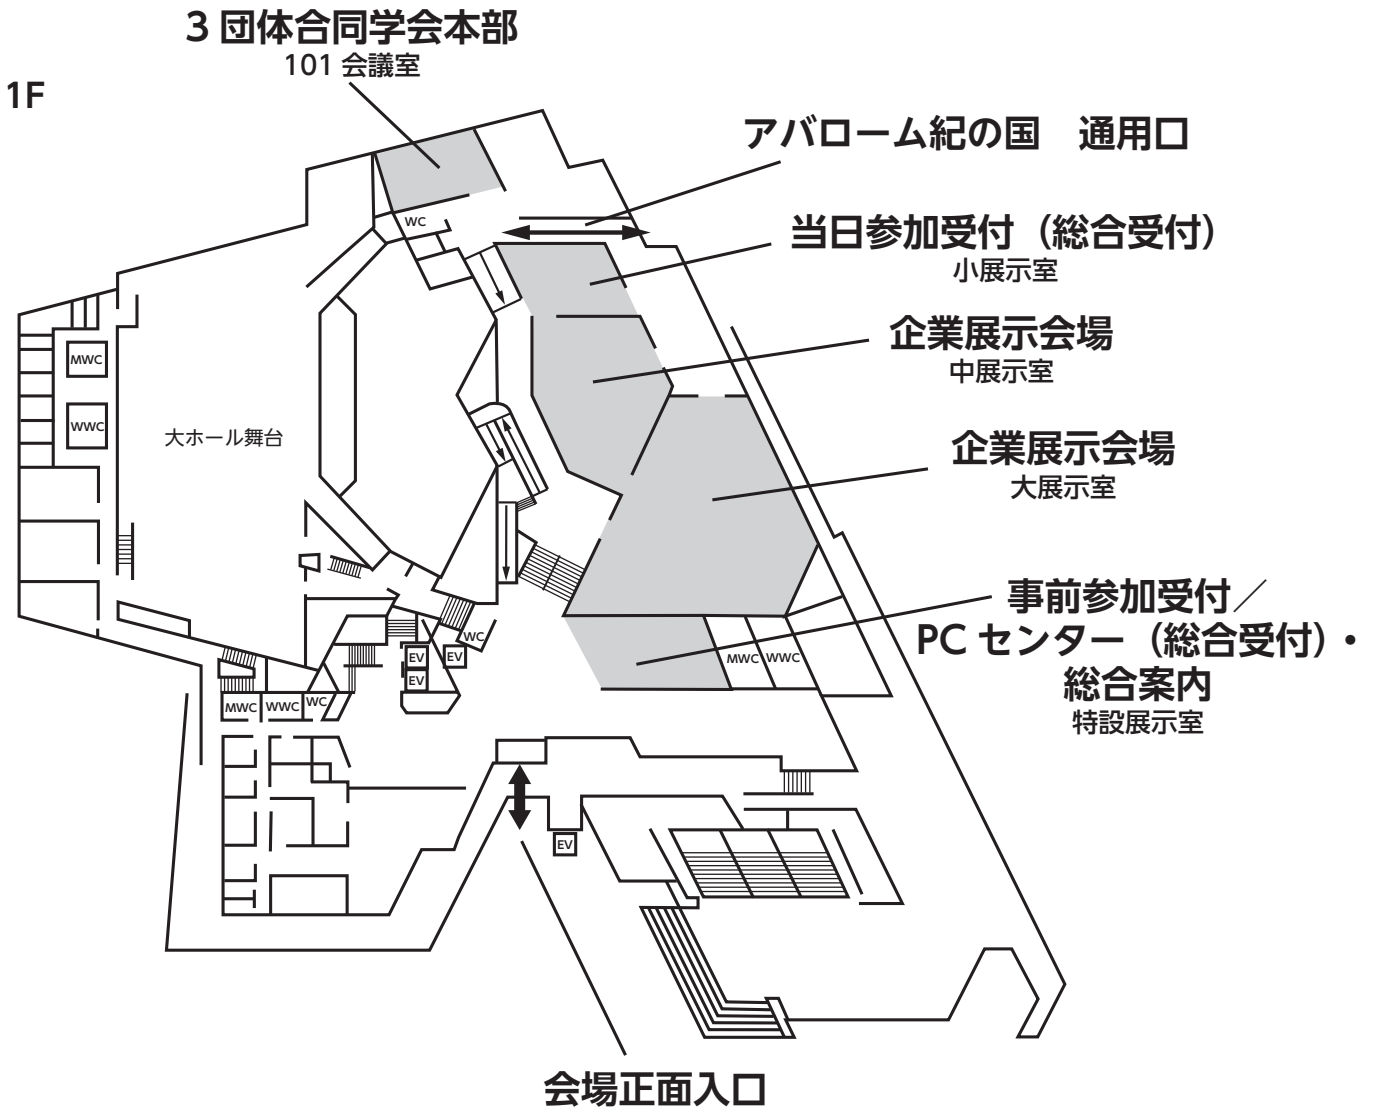 3 団体合同学会本部
101 会議室
1F
アバローム紀の国　通用口
当日参加受付（総合受付）
小展示室
企業展示会場
中展示室
企業展示会場
大展示室
事前参加受付／
PC センター（総合受付）・
総合案内
特設展示室
会場正面入口
大ホール舞台
WC
MWC
WWC
WC
EV
EV
EV
MWC
WWC
MWC
WWC
WC
EV